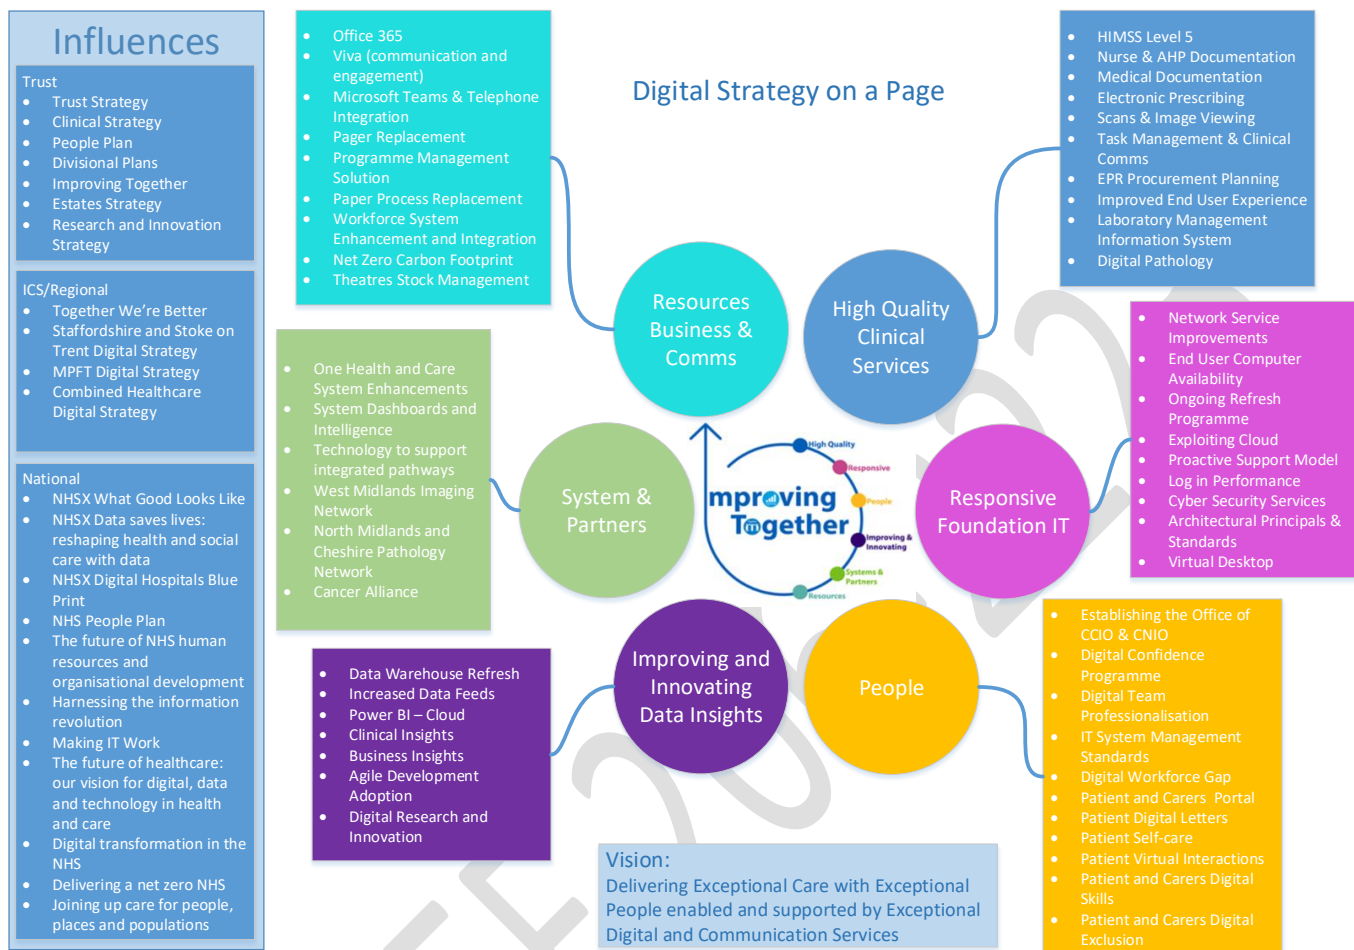 Influences
Trust
• Trust Strategy
• Clinical Strategy
• People Plan
• Divisional Plans
• Improving Together
• Estates Strategy
• Research and Innovation
Strategy
ICS/Regional
• Together We're Better
• Staffordshire and Stoke on
Trent Digital Strategy
• MPFT Digital Strategy
• Combined Healthcare
Digital Strategy
National
• NHSX What Good Looks Like
• NHSX Data saves lives:
reshaping health and social
care with data
• NHSX Digital Hospitals Blue
Print
• NHS People Plan
• The future of NHS human
resources and
organisational development
• Harnessing the information
revolution
• Making IT Work
• The future of healthcare:
our vision for digital, data
and technology in health
and care
• Digital transformation in the
NHS
• Delivering a net zero NHS
• Joining up care for people,
places and populations
Digital Strategy on a Page
• Office 365
• Viva (communication and
engagement)
• Microsoft Teams & Telephone
Integration
• Pager Replacement
• Programme Management
Solution
• Paper Process Replacement
• Workforce System
Enhancement and Integration
• Net Zero Carbon Footprint
• Theatres Stock Management
Resources
Business &
Comms
• HIMSS Level 5
• Nurse & AHP Documentation
• Medical Documentation
• Electronic Prescribing
• Scans & Image Viewing
• Task Management & Clinical
Comms
• EPR Procurement Planning
• Improved End User Experience
• Laboratory Management
Information System
• Digital Pathology
High Quality
Clinical
Services
• One Health and Care
System Enhancements
• System Dashboards and
Intelligence
• Technology to support
integrated pathways
• West Midlands Imaging
Network
• North Midlands and
Cheshire Pathology
Network
• Cancer Alliance
System &
Partners
High Quality
Responsive
People
Improving &
Innovating
Systems &
Partners
Resources
Improving
Together
Responsive
Foundation IT
• Network Service
Improvements
• End User Computer
Availability
• Ongoing Refresh
Programme
• Exploiting Cloud
• Proactive Support Model
• Log in Performance
• Cyber Security Services
• Architectural Principals &
Standards
• Virtual Desktop
• Data Warehouse Refresh
• Increased Data Feeds
• Power BI – Cloud
• Clinical Insights
• Business Insights
• Agile Development
Adoption
• Digital Research and
Innovation
Improving and
Innovating
Data Insights
People
• Establishing the Office of
CCIO & CNIO
• Digital Confidence
Programme
• Digital Team
Professionalisation
• IT System Management
Standards
• Digital Workforce Gap
• Patient and Carers Portal
• Patient Digital Letters
• Patient Self-care
• Patient Virtual Interactions
• Patient and Carers Digital
Skills
• Patient and Carers Digital
Exclusion
Vision:
Delivering Exceptional Care with Exceptional
People enabled and supported by Exceptional
Digital and Communication Services